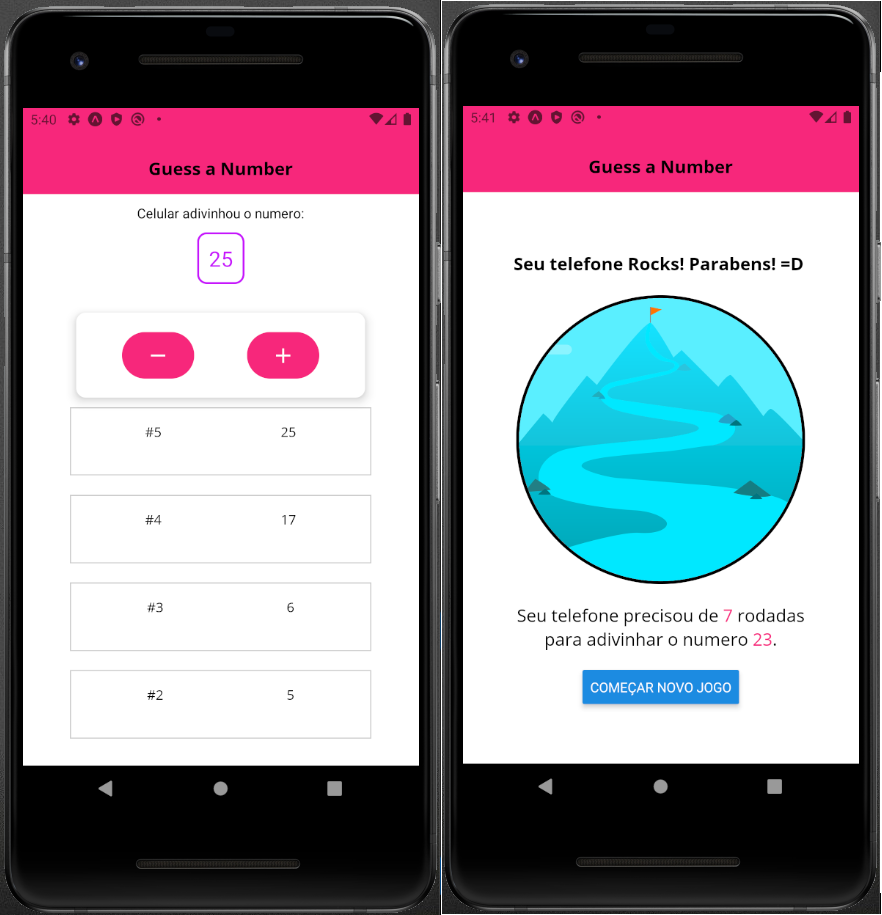 5:40
Guess a Number
Celular adivinhou o numero:
25
− +
#5 25
#4 17
#3 6
#2 5
5:41
Guess a Number
Seu telefone Rocks! Parabens! =D
Seu telefone precisou de 7 rodadas
para adivinhar o numero 23.
COMEÇAR NOVO JOGO